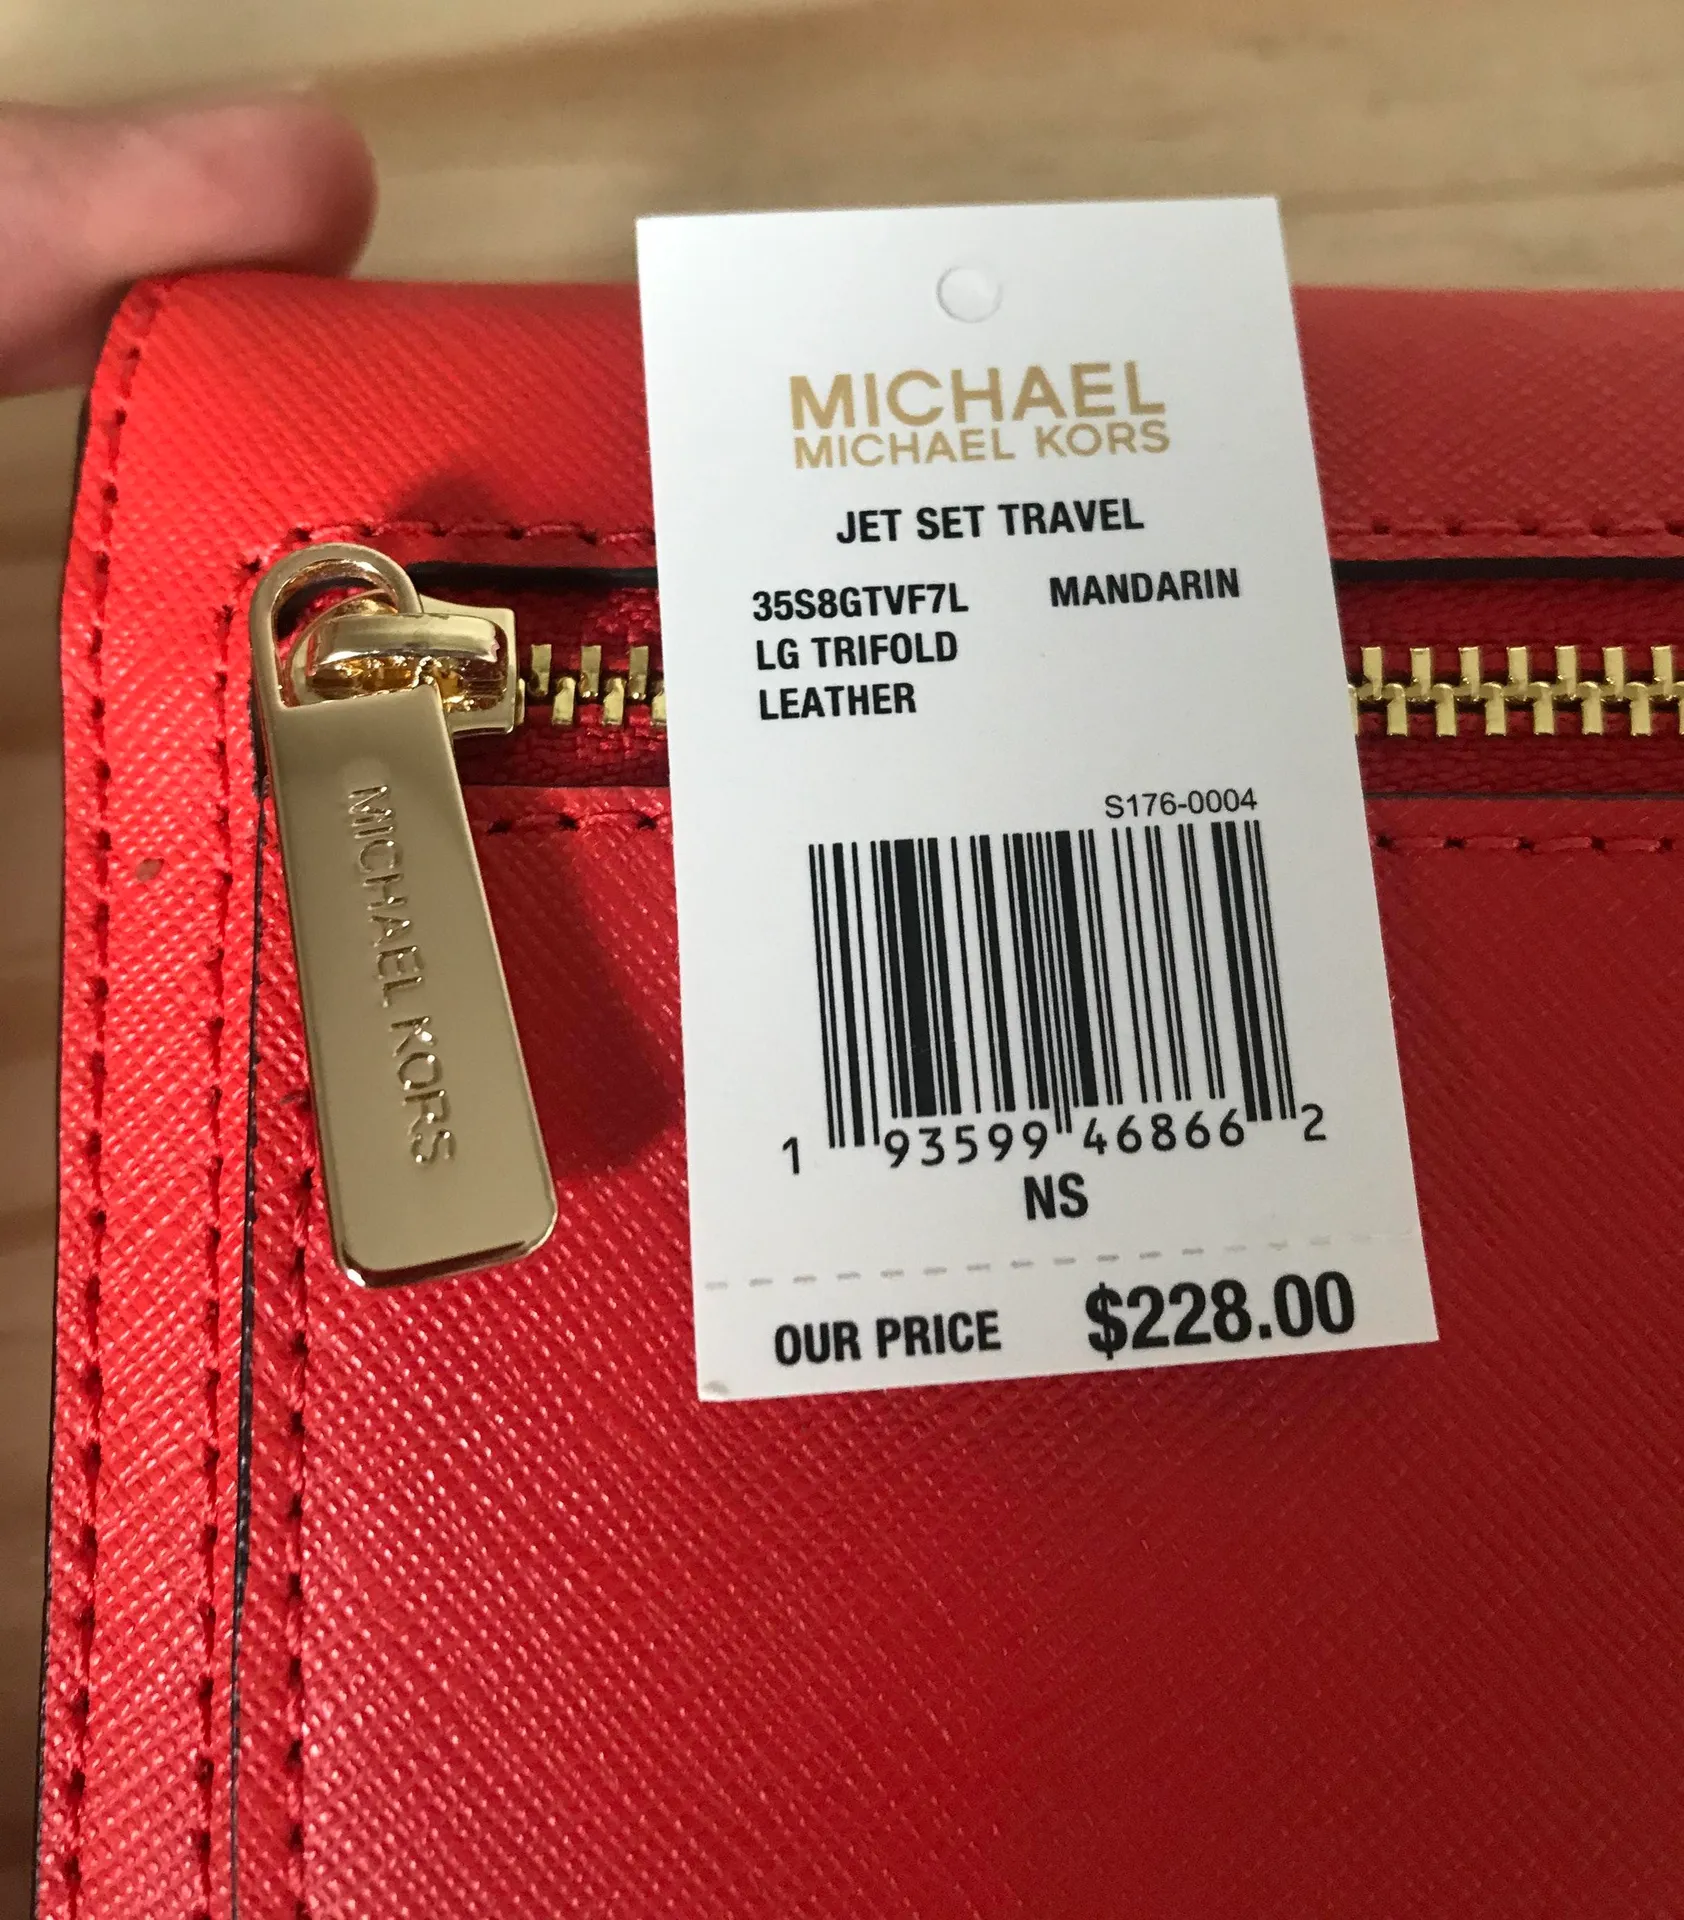 MICHAEL
MICHAEL KORS
JET SET TRAVEL
35S8GTVF7L MANDARIN
LG TRIFOLD
LEATHER
S176-0004
1 93599 46866 2
NS
OUR PRICE $228.00
MICHAEL KORS